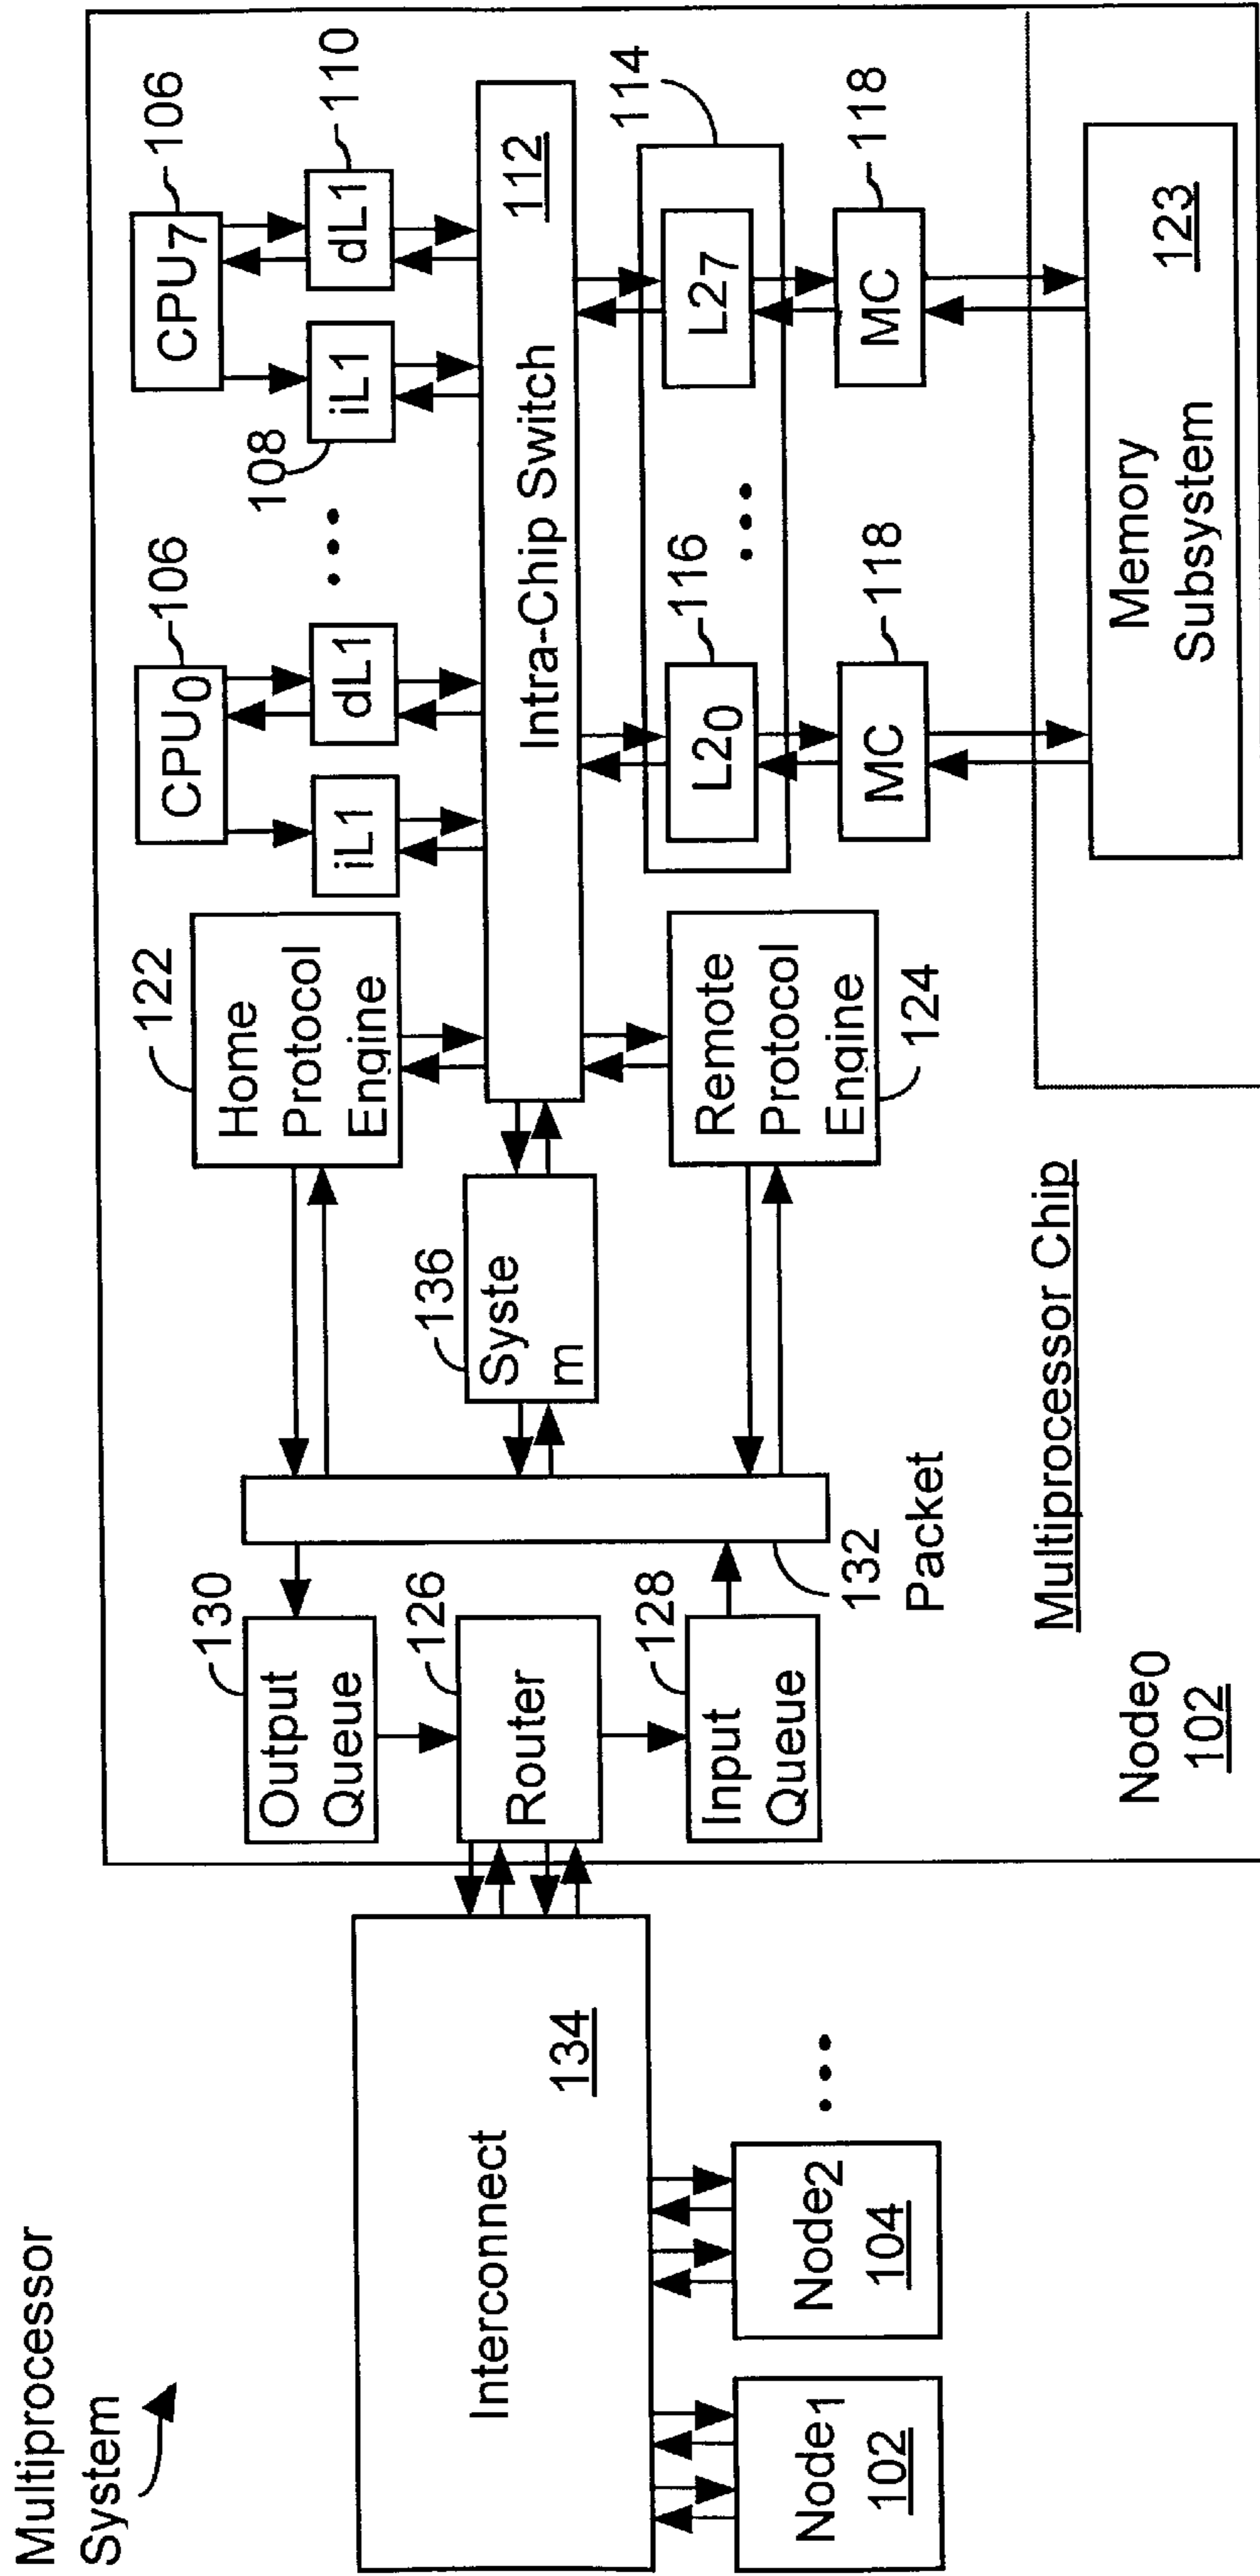 Multiprocessor
System
Interconnect
134
Node1
102
Node2
104
•••
130
Output
Queue
126
Router
128
Input
Queue
132
Packet
136
Syste
m
122
Home
Protocol
Engine
Remote
Protocol
Engine
124
CPU0
106
iL1
dL1
•••
CPU7
106
108
iL1
dL1
110
Intra-Chip Switch
112
114
L20
116
•••
L27
MC
118
MC
118
Memory
Subsystem
123
Multiprocessor Chip
Node0
102